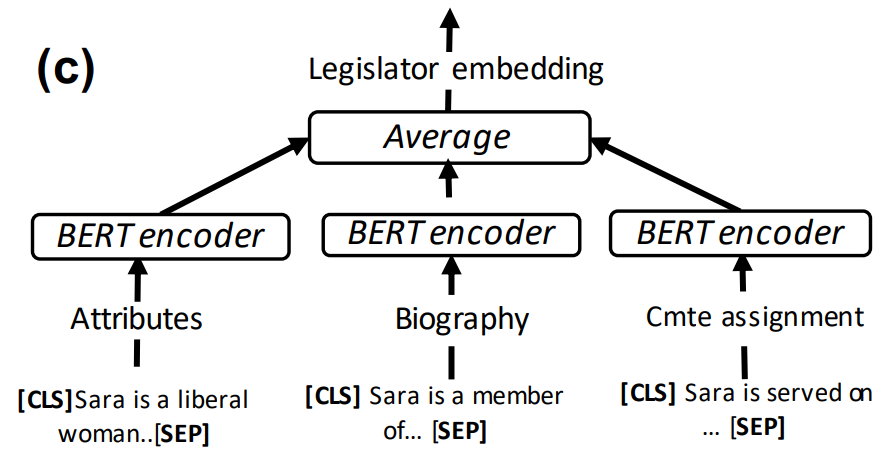 (c)
Legislator embedding
Average
BERT encoder
BERT encoder
BERT encoder
Attributes
Biography
Cmte assignment
[CLS]Sara is a liberal
woman..[SEP]
[CLS] Sara is a member
of... [SEP]
[CLS] Sara is served on
... [SEP]